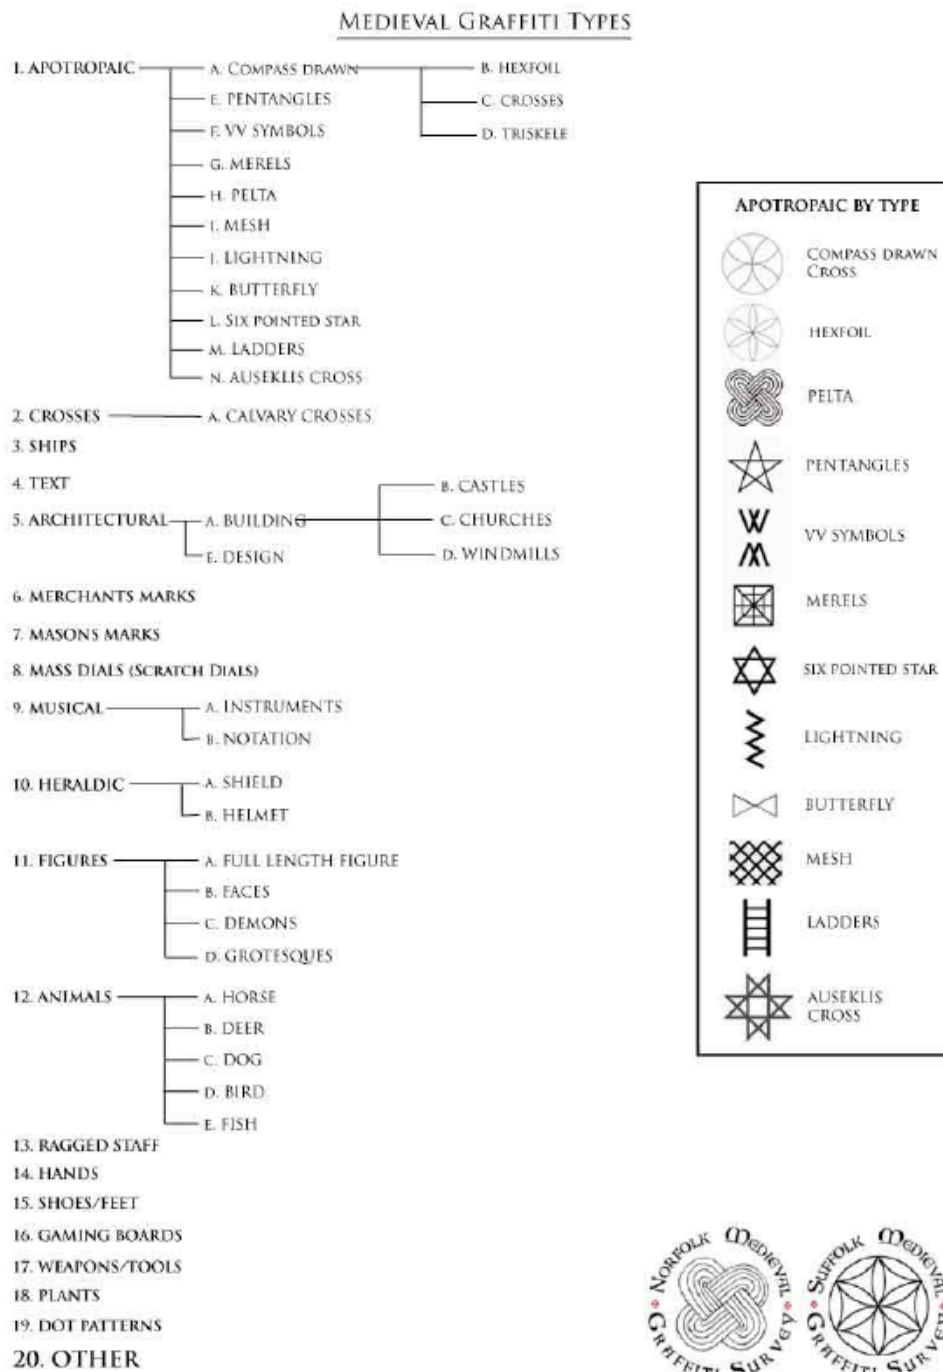 MEDIEVAL GRAFFITI TYPES
1. APOTROPAIC
A. COMPASS DRAWN
B. HEXFOIL
C. CROSSES
D. TRISKELE
E. PENTANGLES
F. VV SYMBOLS
G. MERELS
H. PELTA
I. MESH
J. LIGHTNING
K. BUTTERFLY
L. SIX POINTED STAR
M. LADDERS
N. AUSEKLIS CROSS
2. CROSSES
A. CALVARY CROSSES
3. SHIPS
4. TEXT
5. ARCHITECTURAL
A. BUILDING
B. CASTLES
C. CHURCHES
D. WINDMILLS
E. DESIGN
6. MERCHANTS MARKS
7. MASONS MARKS
8. MASS DIALS (SCRATCH DIALS)
9. MUSICAL
A. INSTRUMENTS
B. NOTATION
10. HERALDIC
A. SHIELD
B. HELMET
11. FIGURES
A. FULL LENGTH FIGURE
B. FACES
C. DEMONS
D. GROTESQUES
12. ANIMALS
A. HORSE
B. DEER
C. DOG
D. BIRD
E. FISH
13. RAGGED STAFF
14. HANDS
15. SHOES/FEET
16. GAMING BOARDS
17. WEAPONS/TOOLS
18. PLANTS
19. DOT PATTERNS
20. OTHER
APOTROPAIC BY TYPE
COMPASS DRAWN
CROSS
HEXFOIL
PELTA
PENTANGLES
VV SYMBOLS
MERELS
SIX POINTED STAR
LIGHTNING
BUTTERFLY
MESH
LADDERS
AUSEKLIS
CROSS
NORFOLK MEDIEVAL
GRAFFITI SURVEY
SUFFOLK MEDIEVAL
GRAFFITI SURVEY